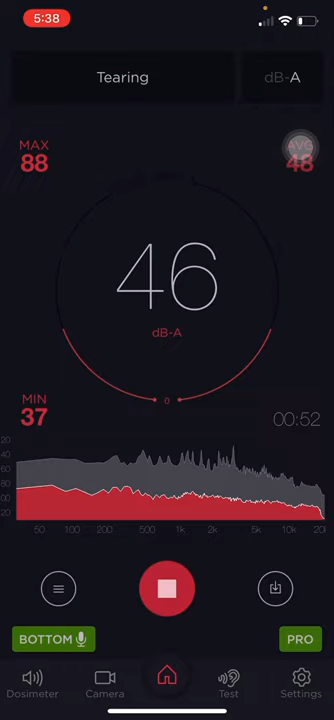 5:38
Tearing
dB-A
MAX
88
AVG
48
46
dB-A
0
MIN
37
00:52
20
40
60
80
00
20
50 100 200 500 1k 2k 5k 10k 20k
BOTTOM
PRO
Dosimeter
Camera
Test
Settings